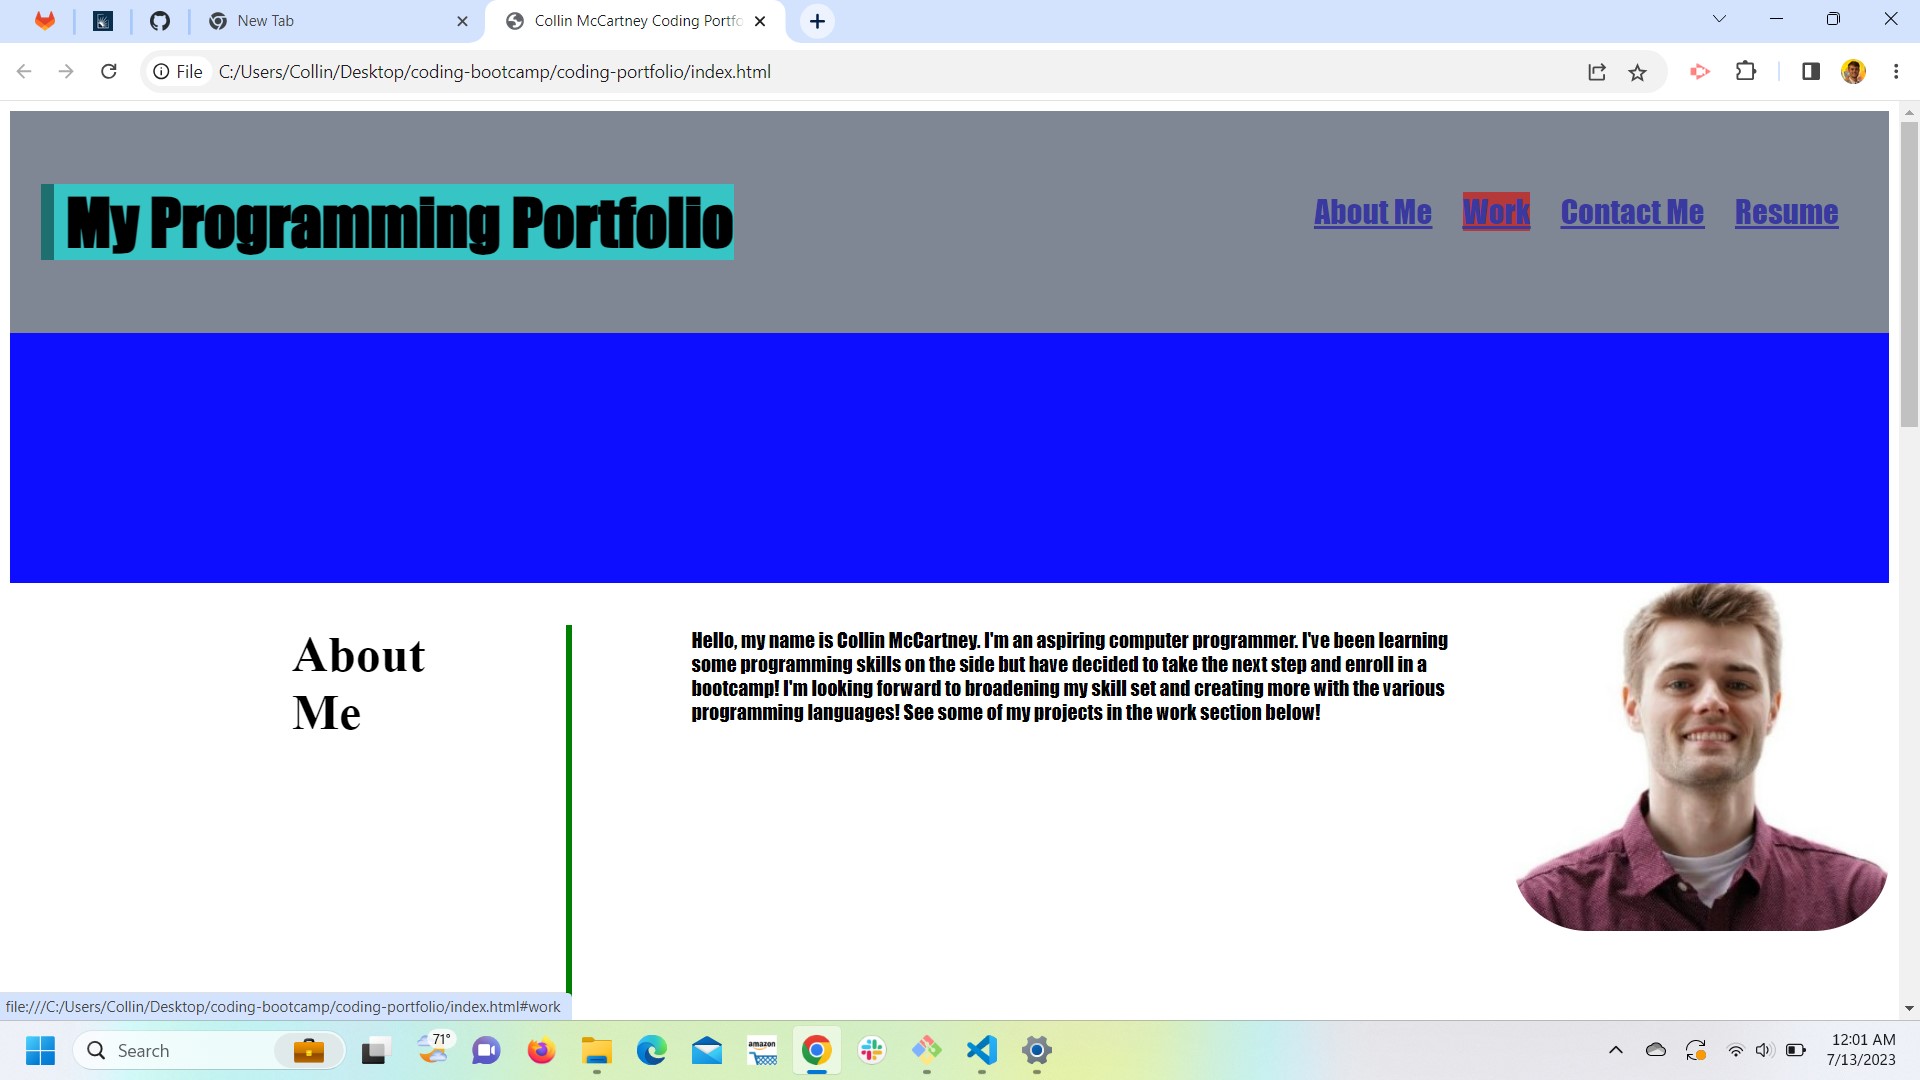 New Tab
Collin McCartney Coding Portfo
File C:/Users/Collin/Desktop/coding-bootcamp/coding-portfolio/index.html
My Programming Portfolio
About Me Work Contact Me Resume
About
Me
Hello, my name is Collin McCartney. I'm an aspiring computer programmer. I've been learning
some programming skills on the side but have decided to take the next step and enroll in a
bootcamp! I'm looking forward to broadening my skill set and creating more with the various
programming languages! See some of my projects in the work section below!
file:///C:/Users/Collin/Desktop/coding-bootcamp/coding-portfolio/index.html#work
Search
71°
amazon
12:01 AM
7/13/2023